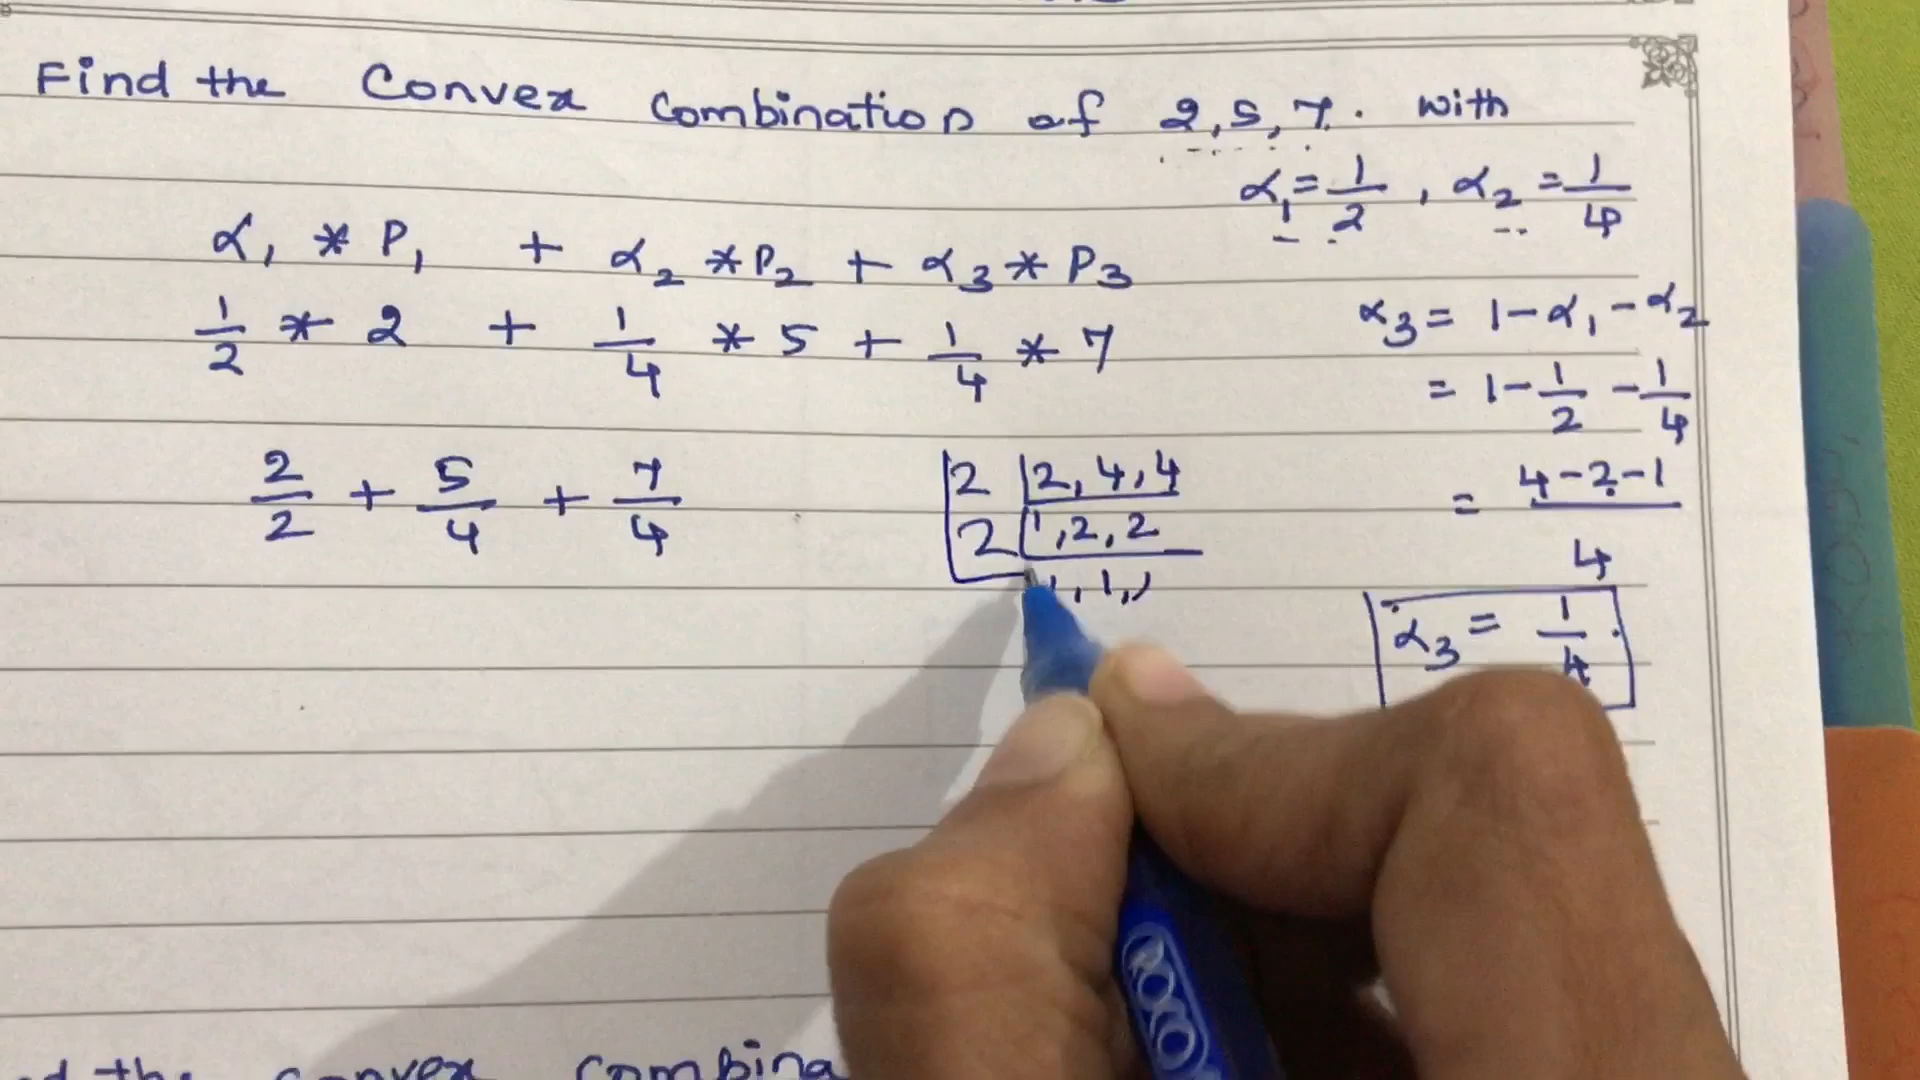 Find the Convex Combination of 2, 5, 7. with
α₁ = 1/2 , α₂ = 1/4
α₁ * P₁ + α₂ * P₂ + α₃ * P₃
1/2 * 2 + 1/4 * 5 + 1/4 * 7
α₃ = 1 - α₁ - α₂
= 1 - 1/2 - 1/4
2/2 + 5/4 + 7/4
2 | 2, 4, 4
2 | 1, 2, 2
1, 1, 1
= 4-2-1 / 4
α₃ = 1/4
the convex combina